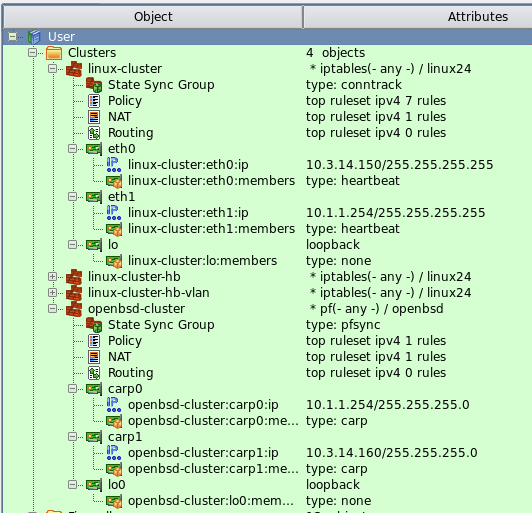 Object Attributes
User
Clusters 4 objects
linux-cluster * iptables(- any -) / linux24
State Sync Group type: conntrack
Policy top ruleset ipv4 7 rules
NAT top ruleset ipv4 1 rules
Routing top ruleset ipv4 0 rules
eth0
IP linux-cluster:eth0:ip 10.3.14.150/255.255.255.255
linux-cluster:eth0:members type: heartbeat
eth1
IP linux-cluster:eth1:ip 10.1.1.254/255.255.255.255
linux-cluster:eth1:members type: heartbeat
lo loopback
linux-cluster:lo:members type: none
linux-cluster-hb * iptables(- any -) / linux24
linux-cluster-hb-vlan * iptables(- any -) / linux24
openbsd-cluster * pf(- any -) / openbsd
State Sync Group type: pfsync
Policy top ruleset ipv4 1 rules
NAT top ruleset ipv4 1 rules
Routing top ruleset ipv4 0 rules
carp0
IP openbsd-cluster:carp0:ip 10.1.1.254/255.255.255.0
openbsd-cluster:carp0:me... type: carp
carp1
IP openbsd-cluster:carp1:ip 10.3.14.160/255.255.255.0
openbsd-cluster:carp1:me... type: carp
lo0 loopback
openbsd-cluster:lo0:mem... type: none